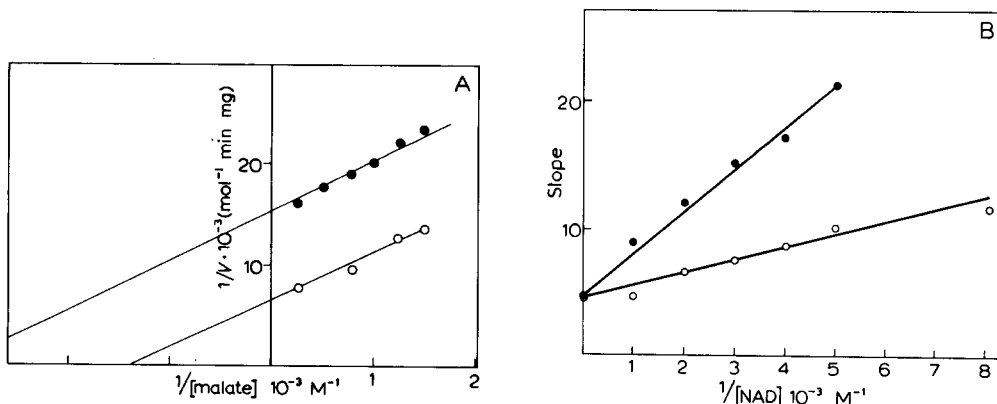 A
1/V · 10⁻³ (mol⁻¹ min mg)
20
10
1
2
1/[malate] 10⁻³ M⁻¹
B
Slope
20
10
1
2
3
4
5
6
7
8
1/[NAD] 10⁻³ M⁻¹